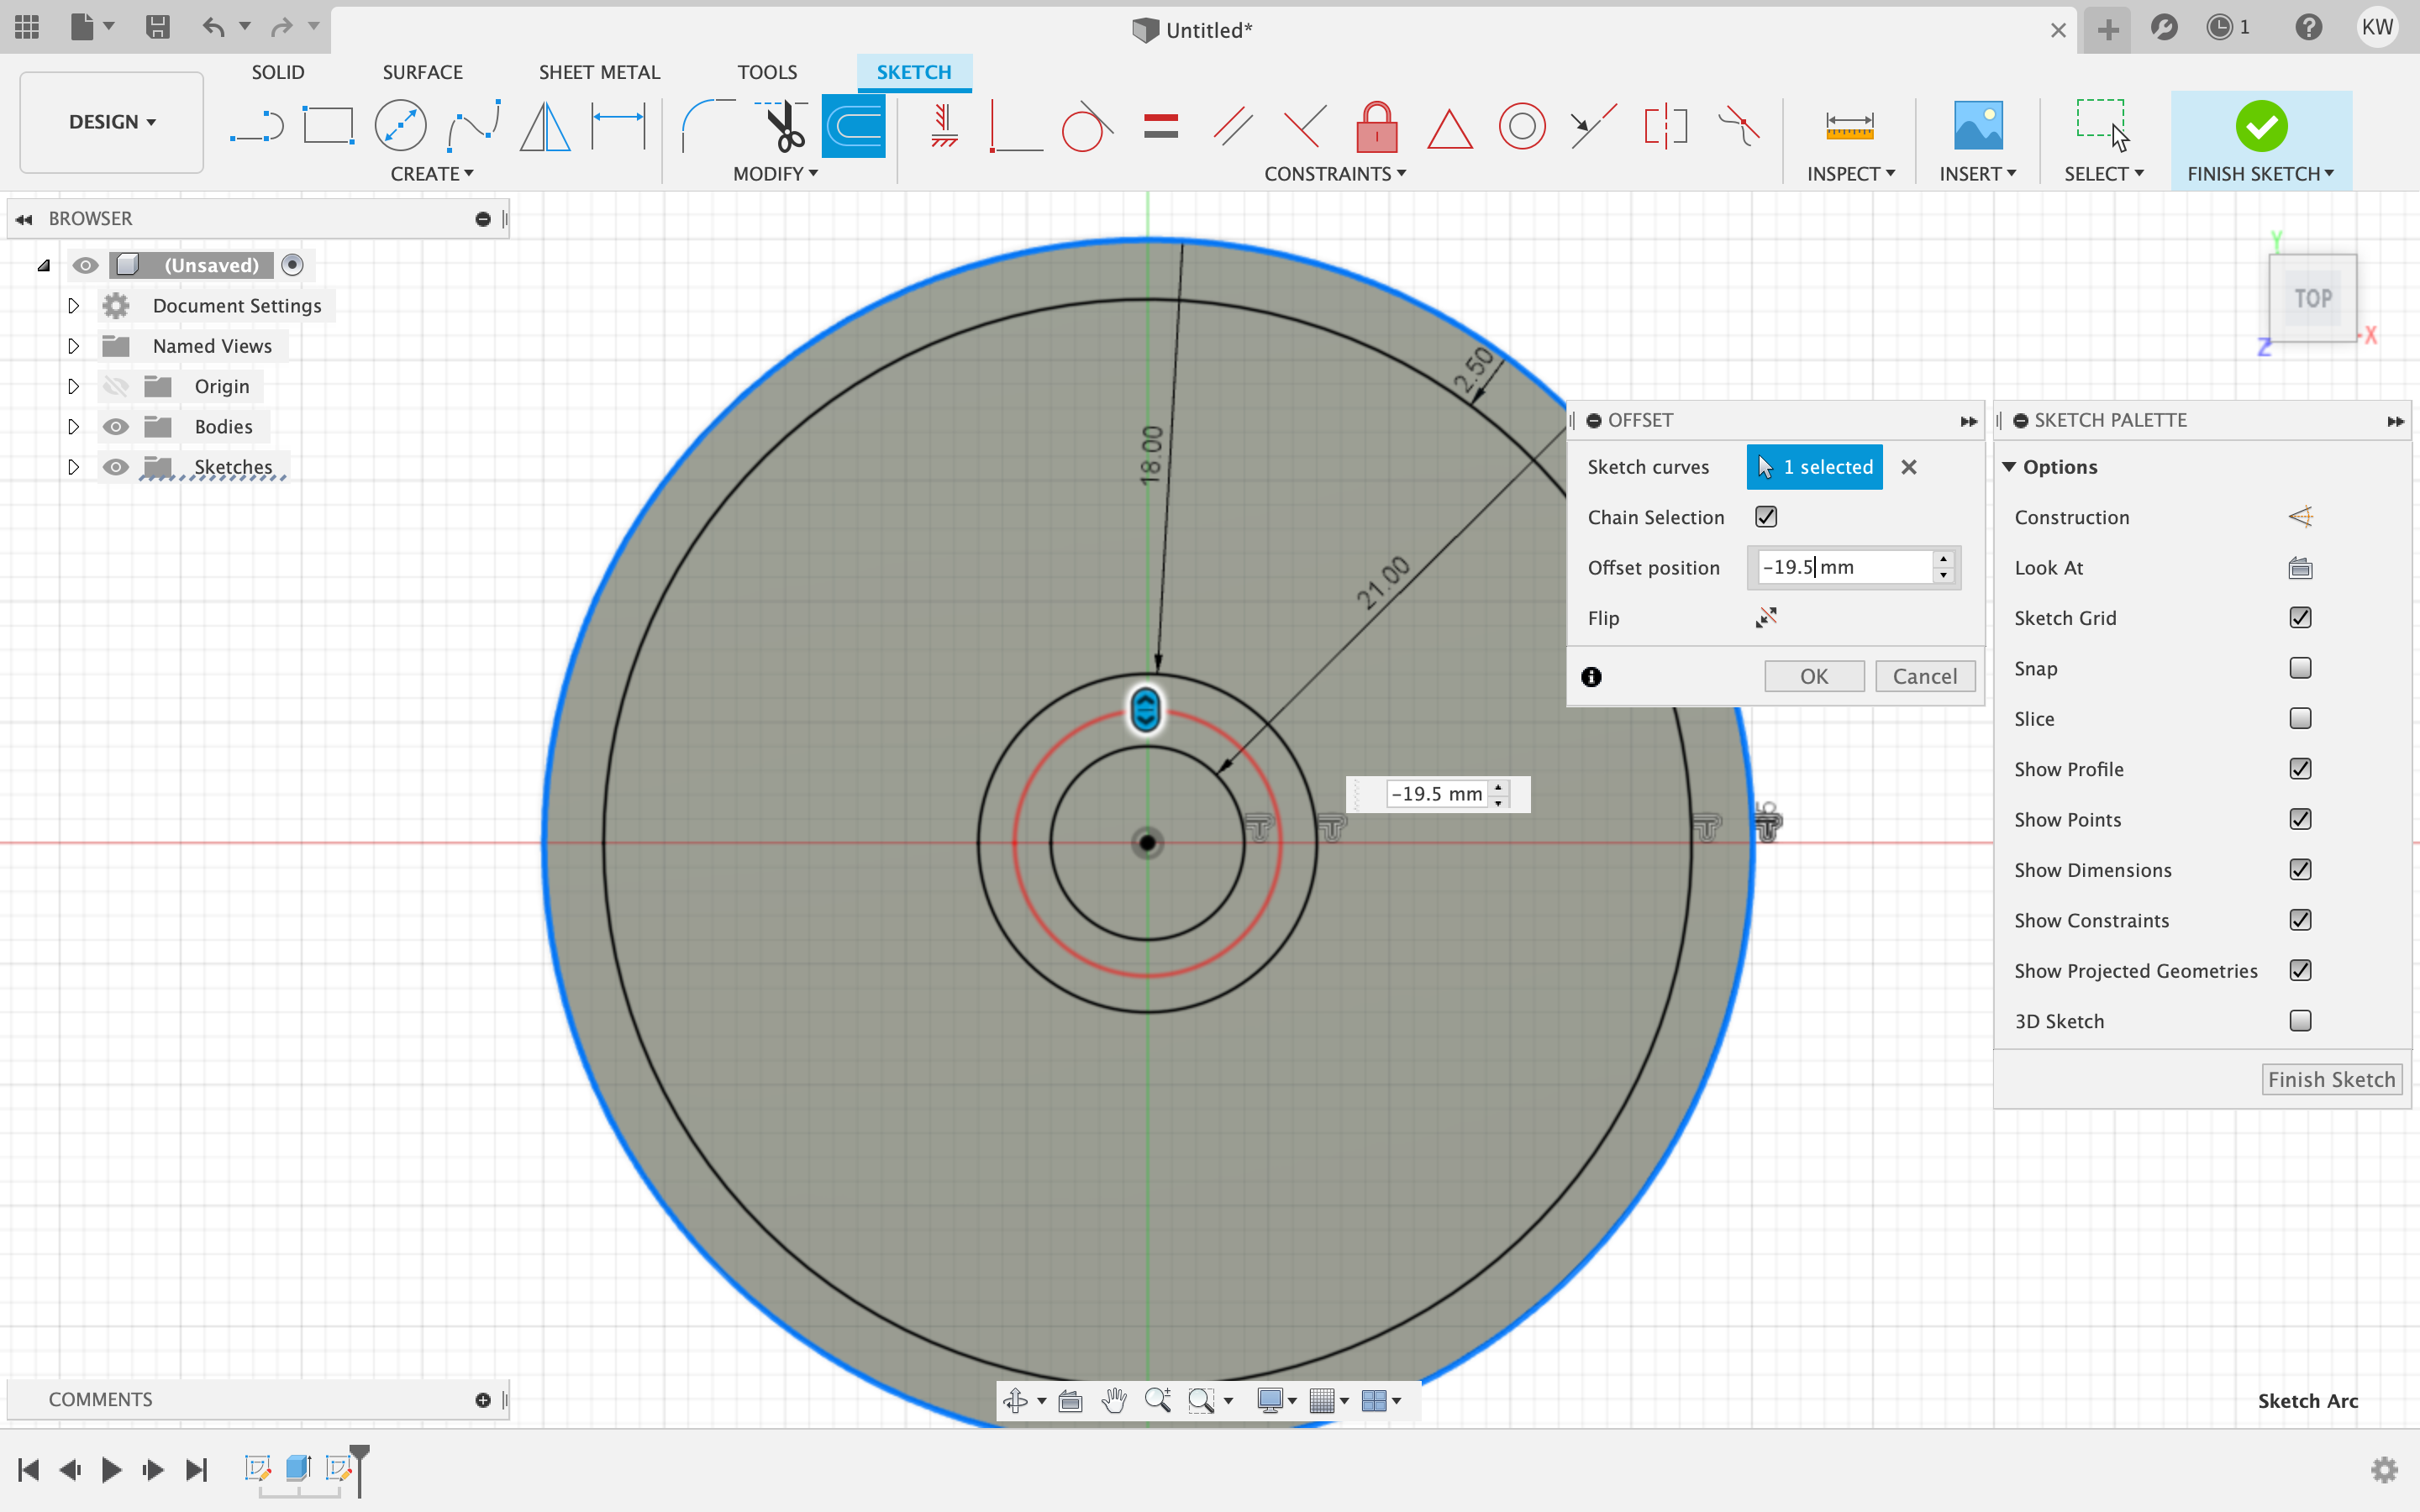 Untitled*
1
KW
SOLID
SURFACE
SHEET METAL
TOOLS
SKETCH
DESIGN
CREATE
MODIFY
CONSTRAINTS
INSPECT
INSERT
SELECT
FINISH SKETCH
BROWSER
(Unsaved)
Document Settings
Named Views
Origin
Bodies
Sketches
Y
TOP
X
Z
2.50
18.00
21.00
OFFSET
Sketch curves
1 selected
Chain Selection
Offset position
-19.5 mm
Flip
OK
Cancel
-19.5 mm
SKETCH PALETTE
Options
Construction
Look At
Sketch Grid
Snap
Slice
Show Profile
Show Points
Show Dimensions
Show Constraints
Show Projected Geometries
3D Sketch
Finish Sketch
COMMENTS
Sketch Arc